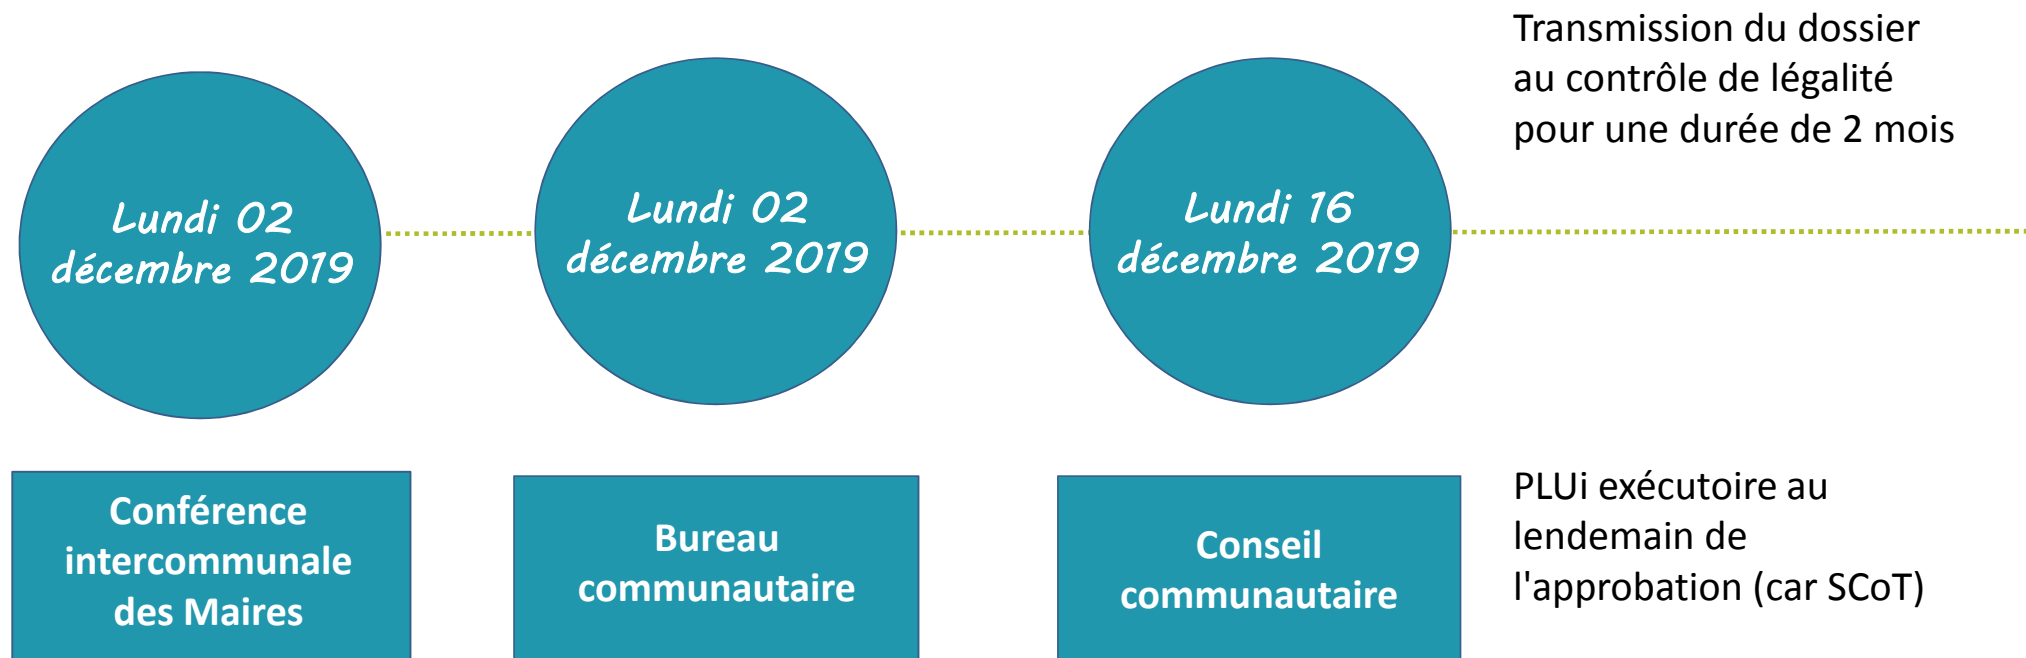 Transmission du dossier
au contrôle de légalité
pour une durée de 2 mois
Lundi 02
décembre 2019
Lundi 02
décembre 2019
Lundi 16
décembre 2019
Conférence
intercommunale
des Maires
Bureau
communautaire
Conseil
communautaire
PLUi exécutoire au
lendemain de
l'approbation (car SCoT)